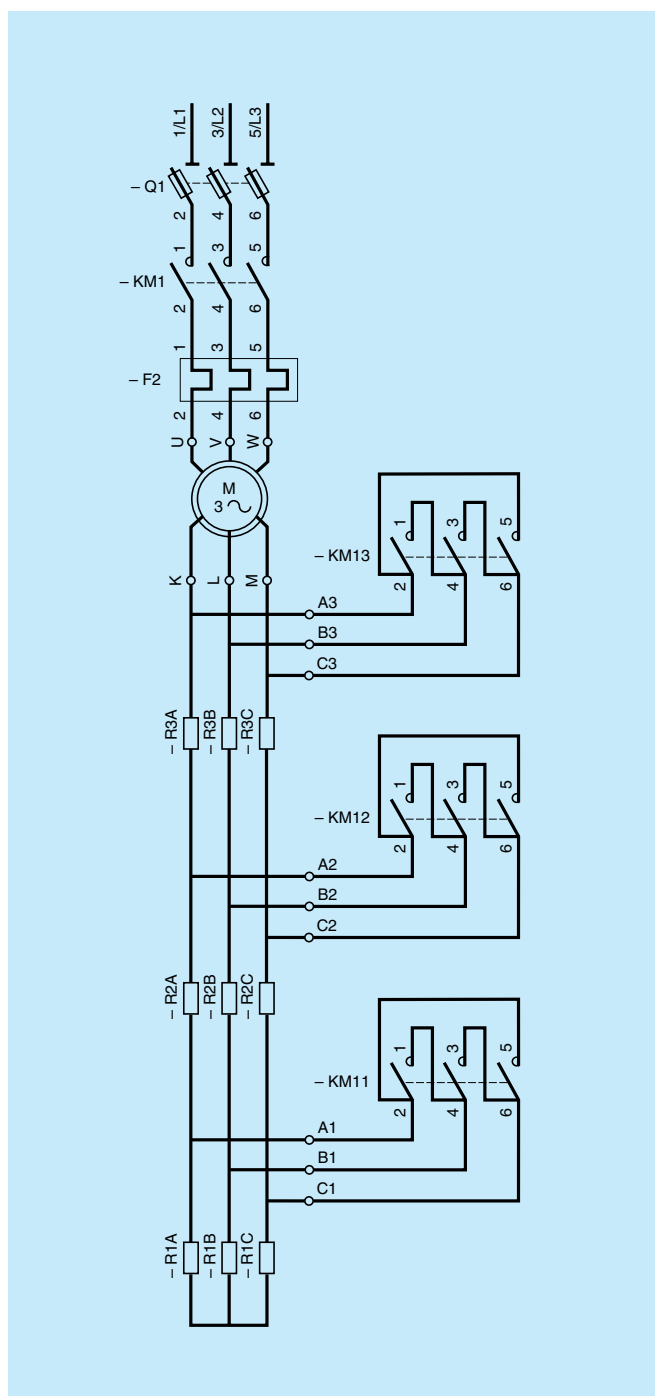 1/L1 3/L2 5/L3
– Q1
2 4 6
1 3 5
– KM1
2 4 6
1 3 5
– F2
2 4 6
U V W
M
3
K L M
– KM13
1 3 5
2 4 6
A3
B3
C3
– R3A – R3B – R3C
– KM12
1 3 5
2 4 6
A2
B2
C2
– R2A – R2B – R2C
– KM11
1 3 5
2 4 6
A1
B1
C1
– R1A – R1B – R1C